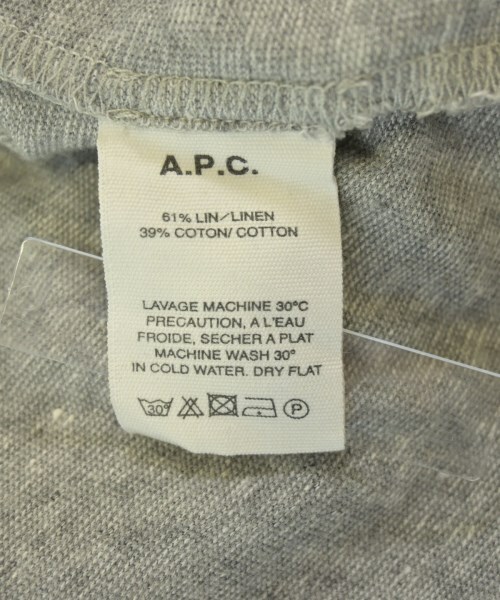 A.P.C.
61% LIN/LINEN
39% COTON/ COTTON
LAVAGE MACHINE 30°C
PRECAUTION, A L'EAU
FROIDE, SECHER A PLAT
MACHINE WASH 30°
IN COLD WATER. DRY FLAT
30° P